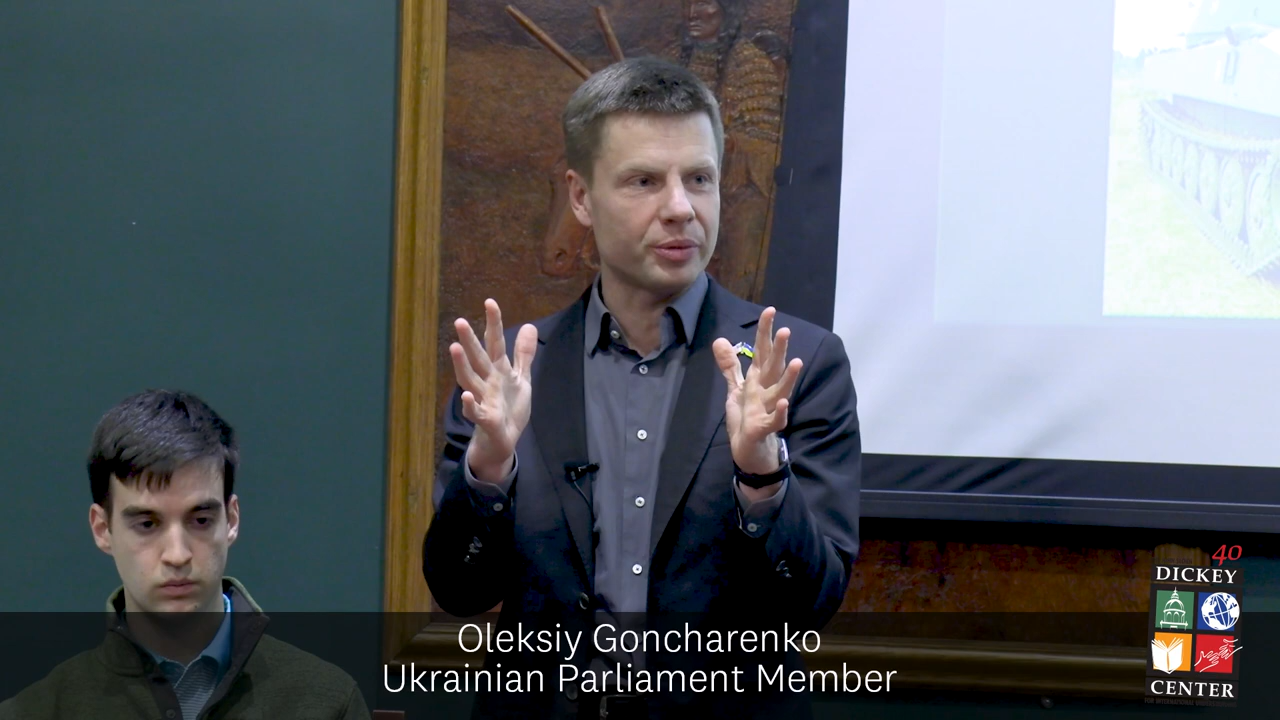 Oleksiy Goncharenko
Ukrainian Parliament Member
40
DICKEY
CENTER